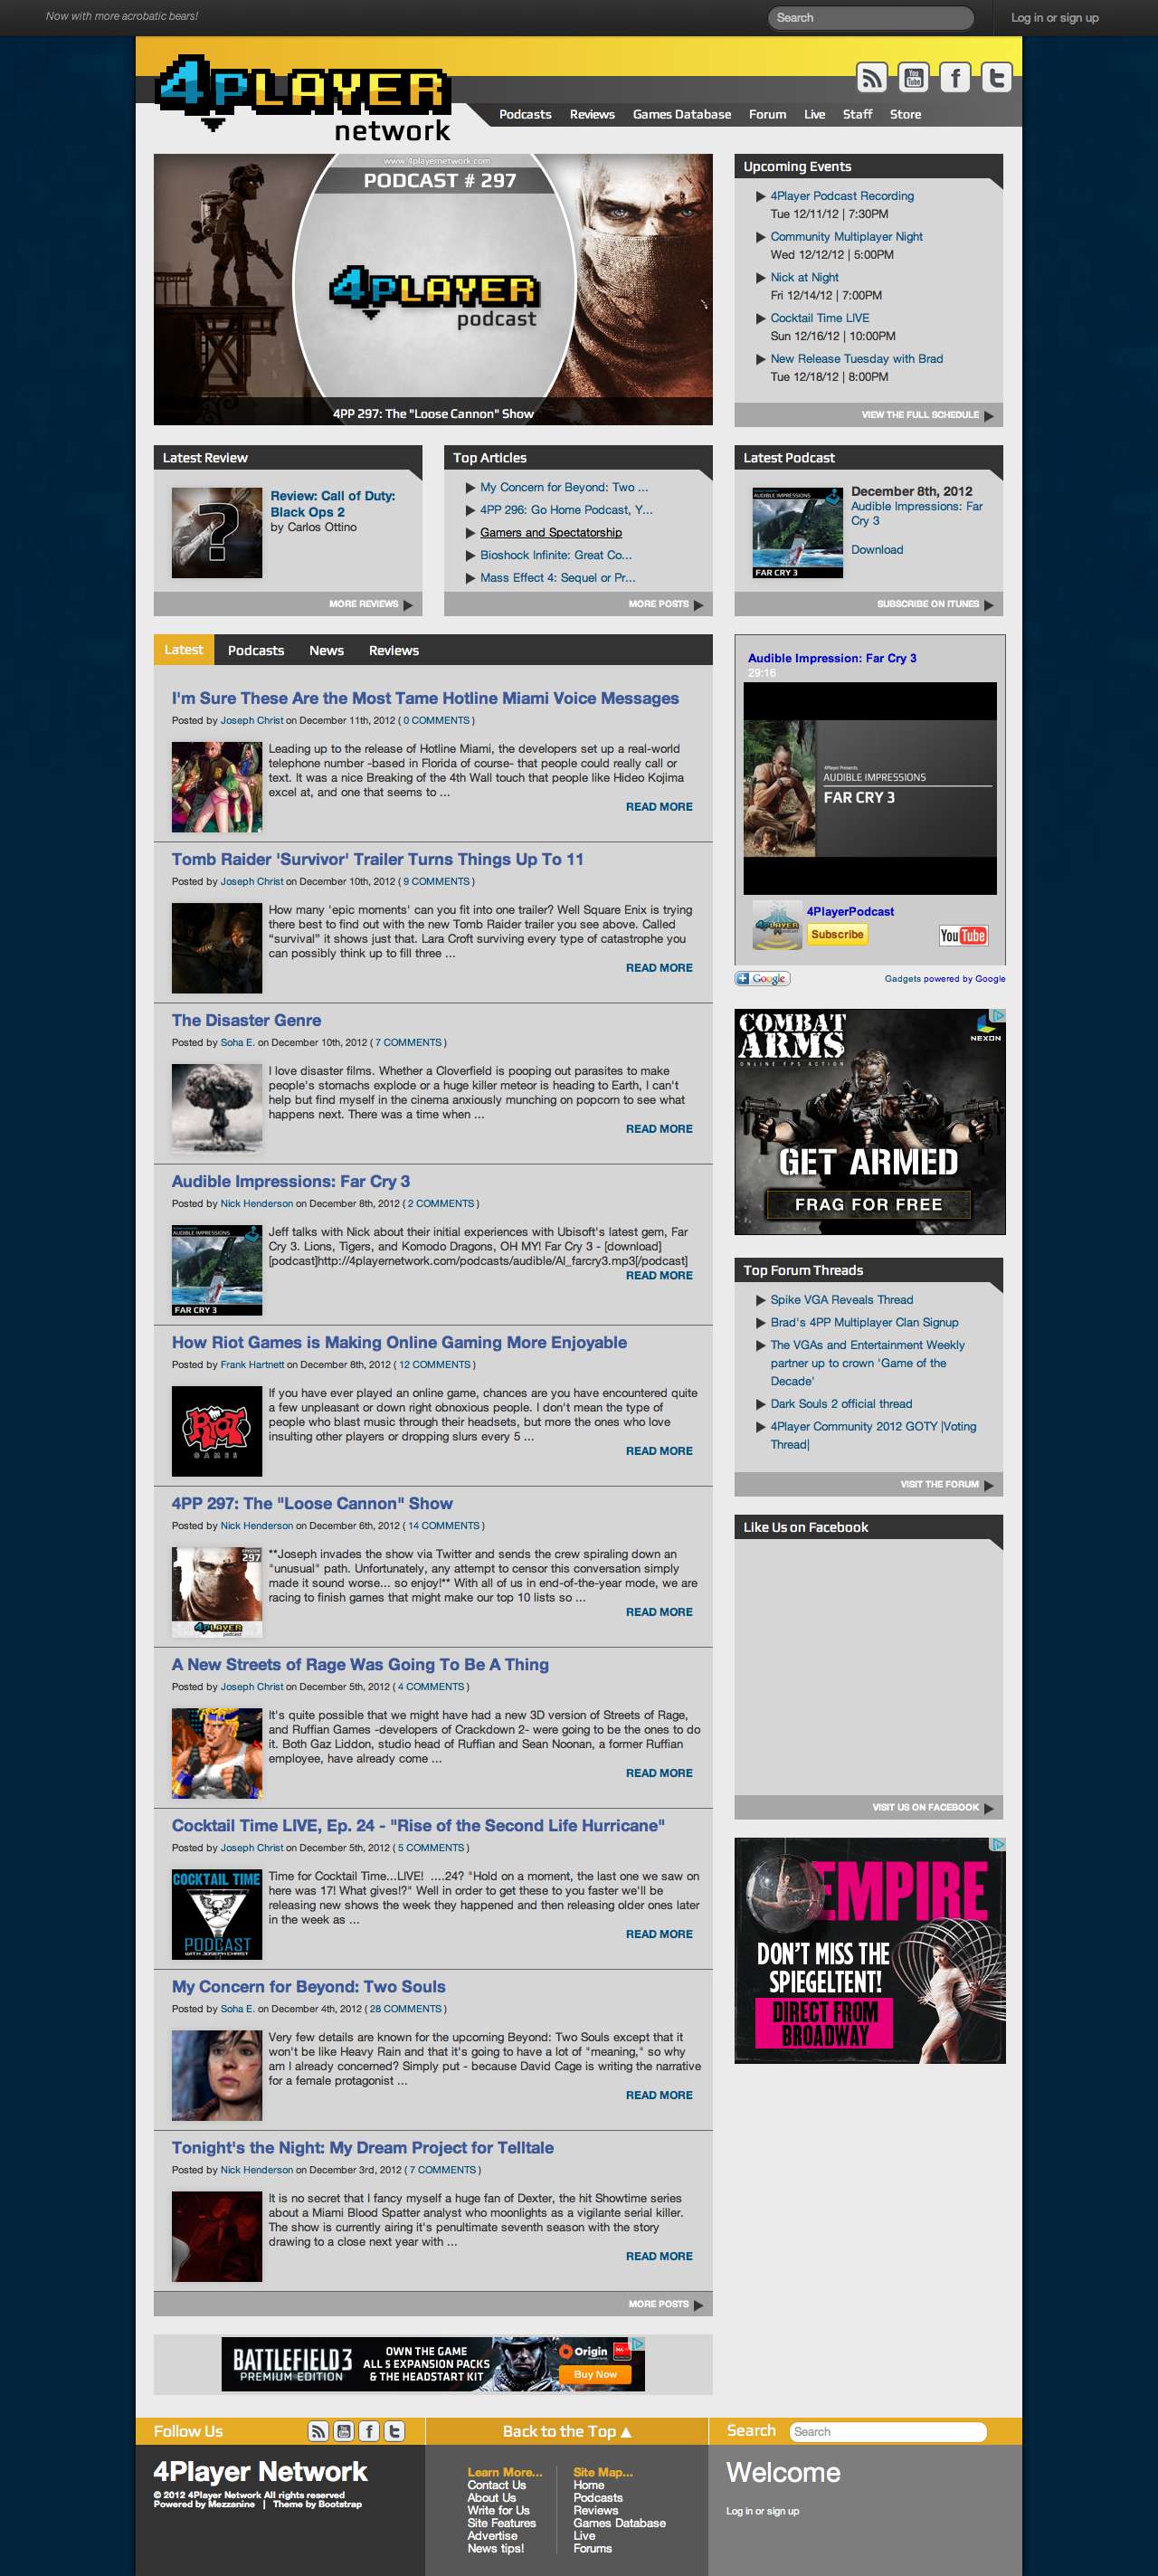 Now with more acrobatic bears!
Search
Log in or sign up
4PLAYER
network
Podcasts Reviews Games Database Forum Live Staff Store
www.4playernetwork.com
PODCAST # 297
4PLAYER
podcast
4PP 297: The "Loose Cannon" Show
Upcoming Events
4Player Podcast Recording
Tue 12/11/12 | 7:30PM
Community Multiplayer Night
Wed 12/12/12 | 5:00PM
Nick at Night
Fri 12/14/12 | 7:00PM
Cocktail Time LIVE
Sun 12/16/12 | 10:00PM
New Release Tuesday with Brad
Tue 12/18/12 | 8:00PM
VIEW THE FULL SCHEDULE
Latest Review
Review: Call of Duty:
Black Ops 2
by Carlos Ottino
MORE REVIEWS
Top Articles
My Concern for Beyond: Two ...
4PP 296: Go Home Podcast, Y...
Gamers and Spectatorship
Bioshock Infinite: Great Co...
Mass Effect 4: Sequel or Pr...
MORE POSTS
Latest Podcast
AUDIBLE IMPRESSIONS
FAR CRY 3
December 8th, 2012
Audible Impressions: Far
Cry 3
Download
SUBSCRIBE ON ITUNES
Latest Podcasts News Reviews
I'm Sure These Are the Most Tame Hotline Miami Voice Messages
Posted by Joseph Christ on December 11th, 2012 ( 0 COMMENTS )
Leading up to the release of Hotline Miami, the developers set up a real-world
telephone number -based in Florida of course- that people could really call or
text. It was a nice Breaking of the 4th Wall touch that people like Hideo Kojima
excel at, and one that seems to ...
READ MORE
Tomb Raider 'Survivor' Trailer Turns Things Up To 11
Posted by Joseph Christ on December 10th, 2012 ( 9 COMMENTS )
How many 'epic moments' can you fit into one trailer? Well Square Enix is trying
there best to find out with the new Tomb Raider trailer you see above. Called
“survival” it shows just that. Lara Croft surviving every type of catastrophe you
can possibly think up to fill three ...
READ MORE
The Disaster Genre
Posted by Soha E. on December 10th, 2012 ( 7 COMMENTS )
I love disaster films. Whether a Cloverfield is pooping out parasites to make
people's stomachs explode or a huge killer meteor is heading to Earth, I can't
help but find myself in the cinema anxiously munching on popcorn to see what
happens next. There was a time when ...
READ MORE
Audible Impressions: Far Cry 3
Posted by Nick Henderson on December 8th, 2012 ( 2 COMMENTS )
AUDIBLE IMPRESSIONS
FAR CRY 3
Jeff talks with Nick about their initial experiences with Ubisoft's latest gem, Far
Cry 3. Lions, Tigers, and Komodo Dragons, OH MY! Far Cry 3 - [download]
[podcast]http://4playernetwork.com/podcasts/audible/AI_farcry3.mp3[/podcast]
READ MORE
How Riot Games is Making Online Gaming More Enjoyable
Posted by Frank Hartnett on December 8th, 2012 ( 12 COMMENTS )
RIOT
GAMES
If you have ever played an online game, chances are you have encountered quite
a few unpleasant or down right obnoxious people. I don't mean the type of
people who blast music through their headsets, but more the ones who love
insulting other players or dropping slurs every 5 ...
READ MORE
4PP 297: The "Loose Cannon" Show
Posted by Nick Henderson on December 6th, 2012 ( 14 COMMENTS )
297
4PLAYER
podcast
**Joseph invades the show via Twitter and sends the crew spiraling down an
"unusual" path. Unfortunately, any attempt to censor this conversation simply
made it sound worse... so enjoy!** With all of us in end-of-the-year mode, we are
racing to finish games that might make our top 10 lists so ...
READ MORE
A New Streets of Rage Was Going To Be A Thing
Posted by Joseph Christ on December 5th, 2012 ( 4 COMMENTS )
It's quite possible that we might have had a new 3D version of Streets of Rage,
and Ruffian Games -developers of Crackdown 2- were going to be the ones to do
it. Both Gaz Liddon, studio head of Ruffian and Sean Noonan, a former Ruffian
employee, have already come ...
READ MORE
Cocktail Time LIVE, Ep. 24 - "Rise of the Second Life Hurricane"
Posted by Joseph Christ on December 5th, 2012 ( 5 COMMENTS )
COCKTAIL TIME
PODCAST
WITH JOSEPH CHRIST
Time for Cocktail Time...LIVE! ....24? "Hold on a moment, the last one we saw on
here was 17! What gives!?" Well in order to get these to you faster we'll be
releasing new shows the week they happened and then releasing older ones later
in the week as ...
READ MORE
My Concern for Beyond: Two Souls
Posted by Soha E. on December 4th, 2012 ( 28 COMMENTS )
Very few details are known for the upcoming Beyond: Two Souls except that it
won't be like Heavy Rain and that it's going to have a lot of "meaning," so why
am I already concerned? Simply put - because David Cage is writing the narrative
for a female protagonist ...
READ MORE
Tonight's the Night: My Dream Project for Telltale
Posted by Nick Henderson on December 3rd, 2012 ( 7 COMMENTS )
It is no secret that I fancy myself a huge fan of Dexter, the hit Showtime series
about a Miami Blood Spatter analyst who moonlights as a vigilante serial killer.
The show is currently airing it's penultimate seventh season with the story
drawing to a close next year with ...
READ MORE
MORE POSTS
Audible Impression: Far Cry 3
29:16
4Player Presents
AUDIBLE IMPRESSIONS
FAR CRY 3
4PlayerPodcast
Subscribe
YouTube
Google
Gadgets powered by Google
COMBAT
ARMS
ONLINE FPS ACTION
NEXON
GET ARMED
FRAG FOR FREE
Top Forum Threads
Spike VGA Reveals Thread
Brad's 4PP Multiplayer Clan Signup
The VGAs and Entertainment Weekly
partner up to crown 'Game of the
Decade'
Dark Souls 2 official thread
4Player Community 2012 GOTY |Voting
Thread|
VISIT THE FORUM
Like Us on Facebook
VISIT US ON FACEBOOK
EMPIRE
DON'T MISS THE
SPIEGELTENT!
DIRECT FROM
BROADWAY
BATTLEFIELD 3
PREMIUM EDITION
OWN THE GAME
ALL 5 EXPANSION PACKS
& THE HEADSTART KIT
Origin
Buy Now
Follow Us
Back to the Top
Search
Search
4Player Network
© 2012 4Player Network All rights reserved
Powered by Mezzanine | Theme by Bootstrap
Learn More...
Contact Us
About Us
Write for Us
Site Features
Advertise
News tips!
Site Map...
Home
Podcasts
Reviews
Games Database
Live
Forums
Welcome
Log in or sign up